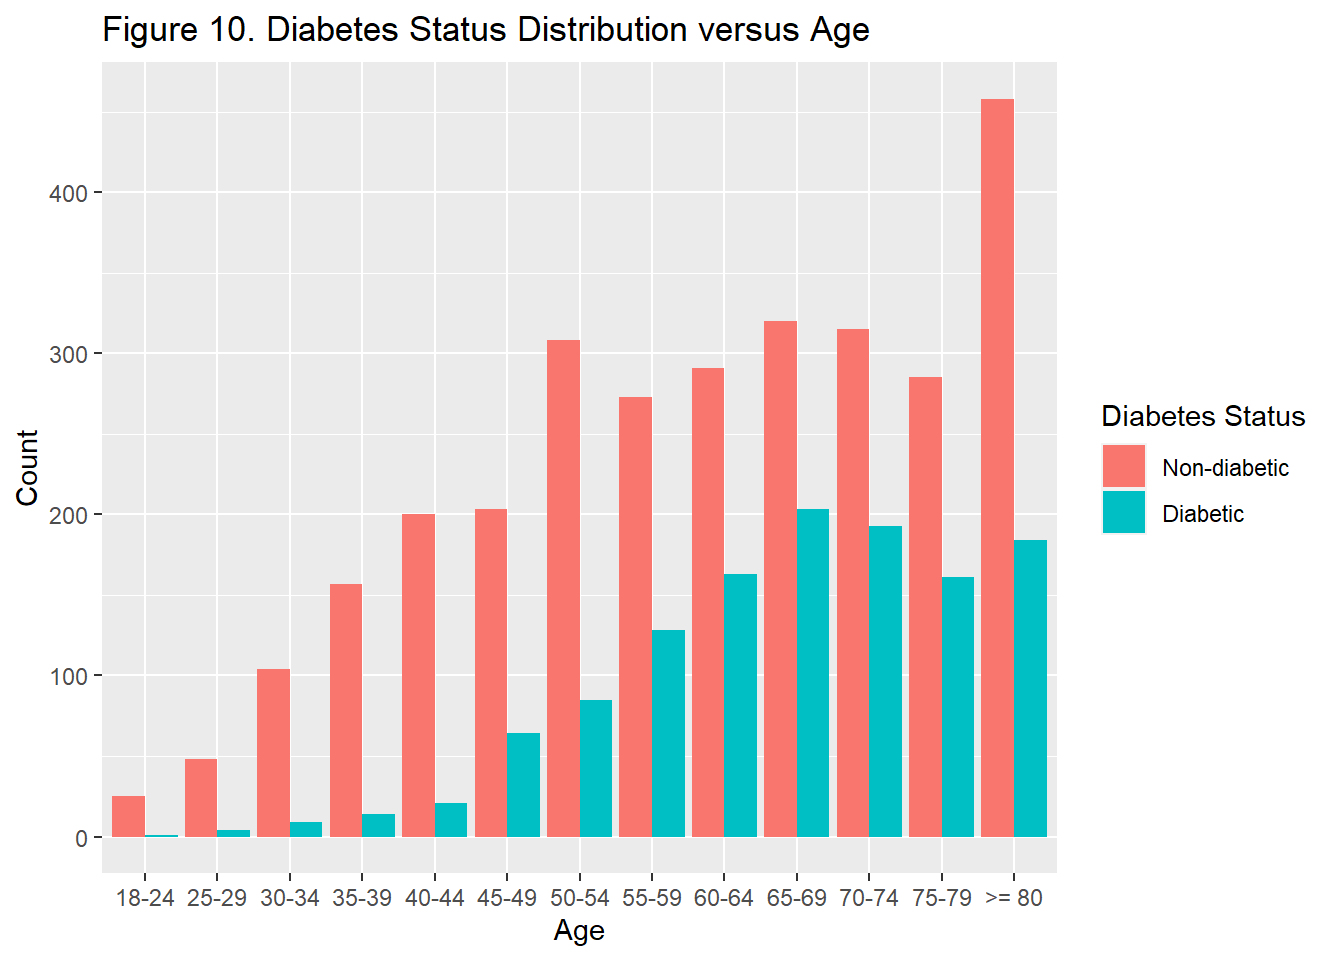 Figure 10. Diabetes Status Distribution versus Age
Count
400
300
200
100
0
18-24 25-29 30-34 35-39 40-44 45-49 50-54 55-59 60-64 65-69 70-74 75-79 >= 80
Age
Diabetes Status
Non-diabetic
Diabetic